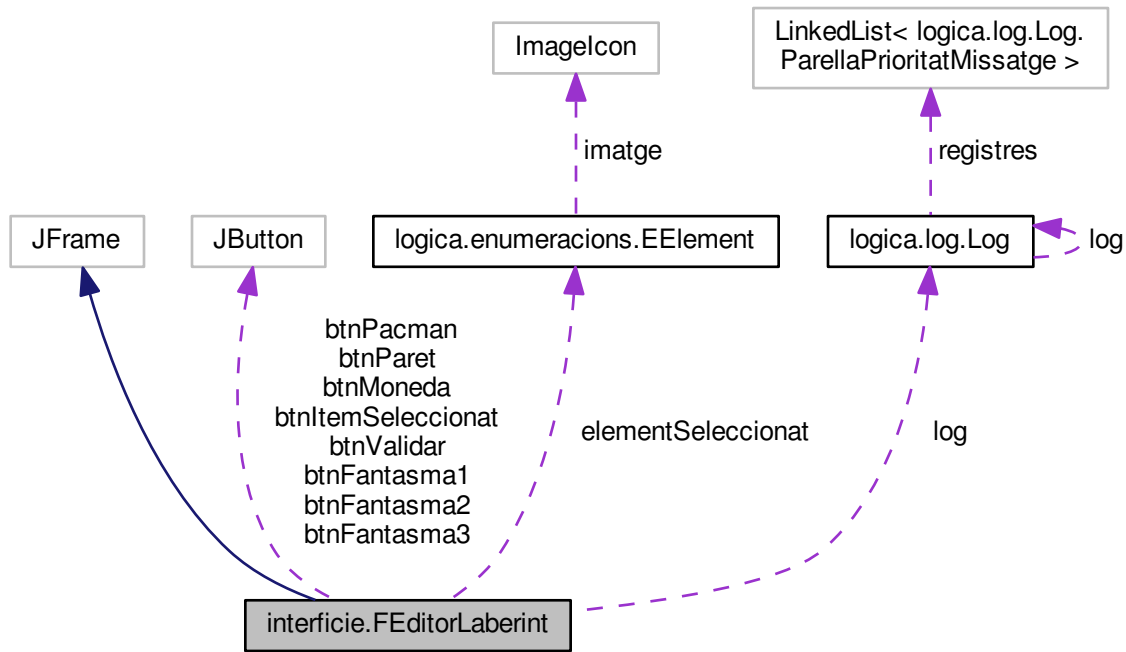 ImageIcon
LinkedList< logica.log.Log.
ParellaPrioritatMissatge >
imatge
registres
JFrame
JButton
logica.enumeracions.EElement
logica.log.Log
log
btnPacman
btnParet
btnMoneda
btnItemSeleccionat
btnValidar
btnFantasma1
btnFantasma2
btnFantasma3
elementSeleccionat
log
interficie.FEditorLaberint